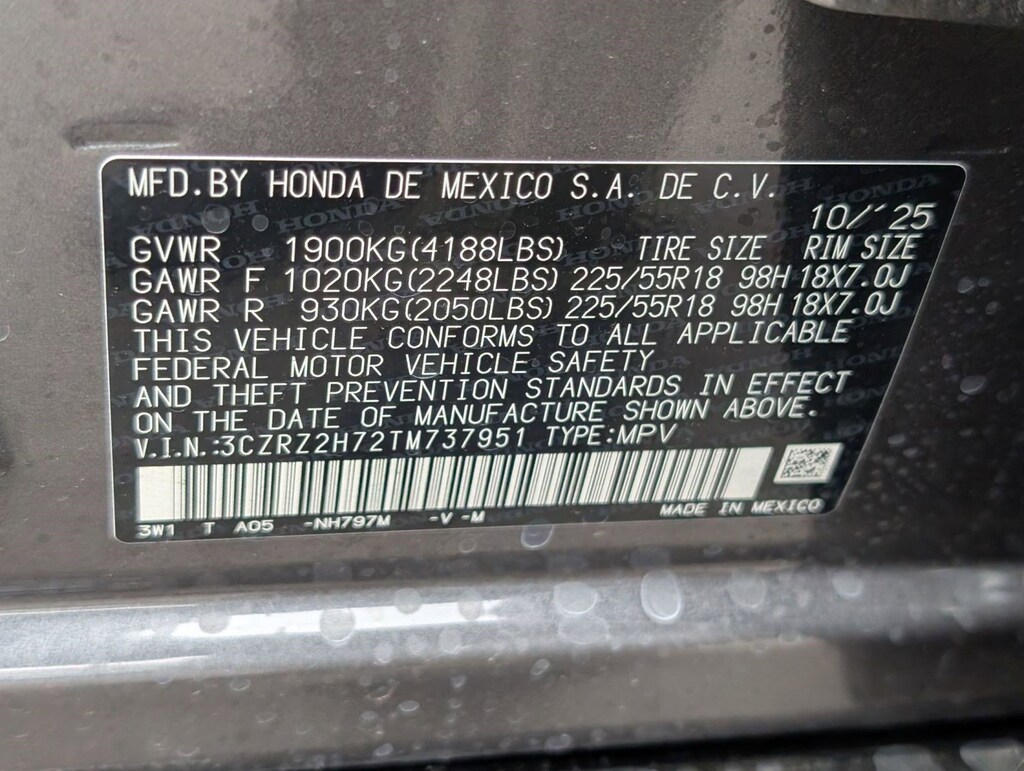 MFD.BY HONDA DE MEXICO S.A. DE C.V.
10/'25
GVWR 1900KG(4188LBS) TIRE SIZE RIM SIZE
GAWR F 1020KG(2248LBS) 225/55R18 98H 18X7.0J
GAWR R 930KG(2050LBS) 225/55R18 98H 18X7.0J
THIS VEHICLE CONFORMS TO ALL APPLICABLE
FEDERAL MOTOR VEHICLE SAFETY
AND THEFT PREVENTION STANDARDS IN EFFECT
ON THE DATE OF MANUFACTURE SHOWN ABOVE.
V.I.N.:3CZRZ2H72TM737951 TYPE:MPV
MADE IN MEXICO
3W1 T A05 -NH797M -V -M